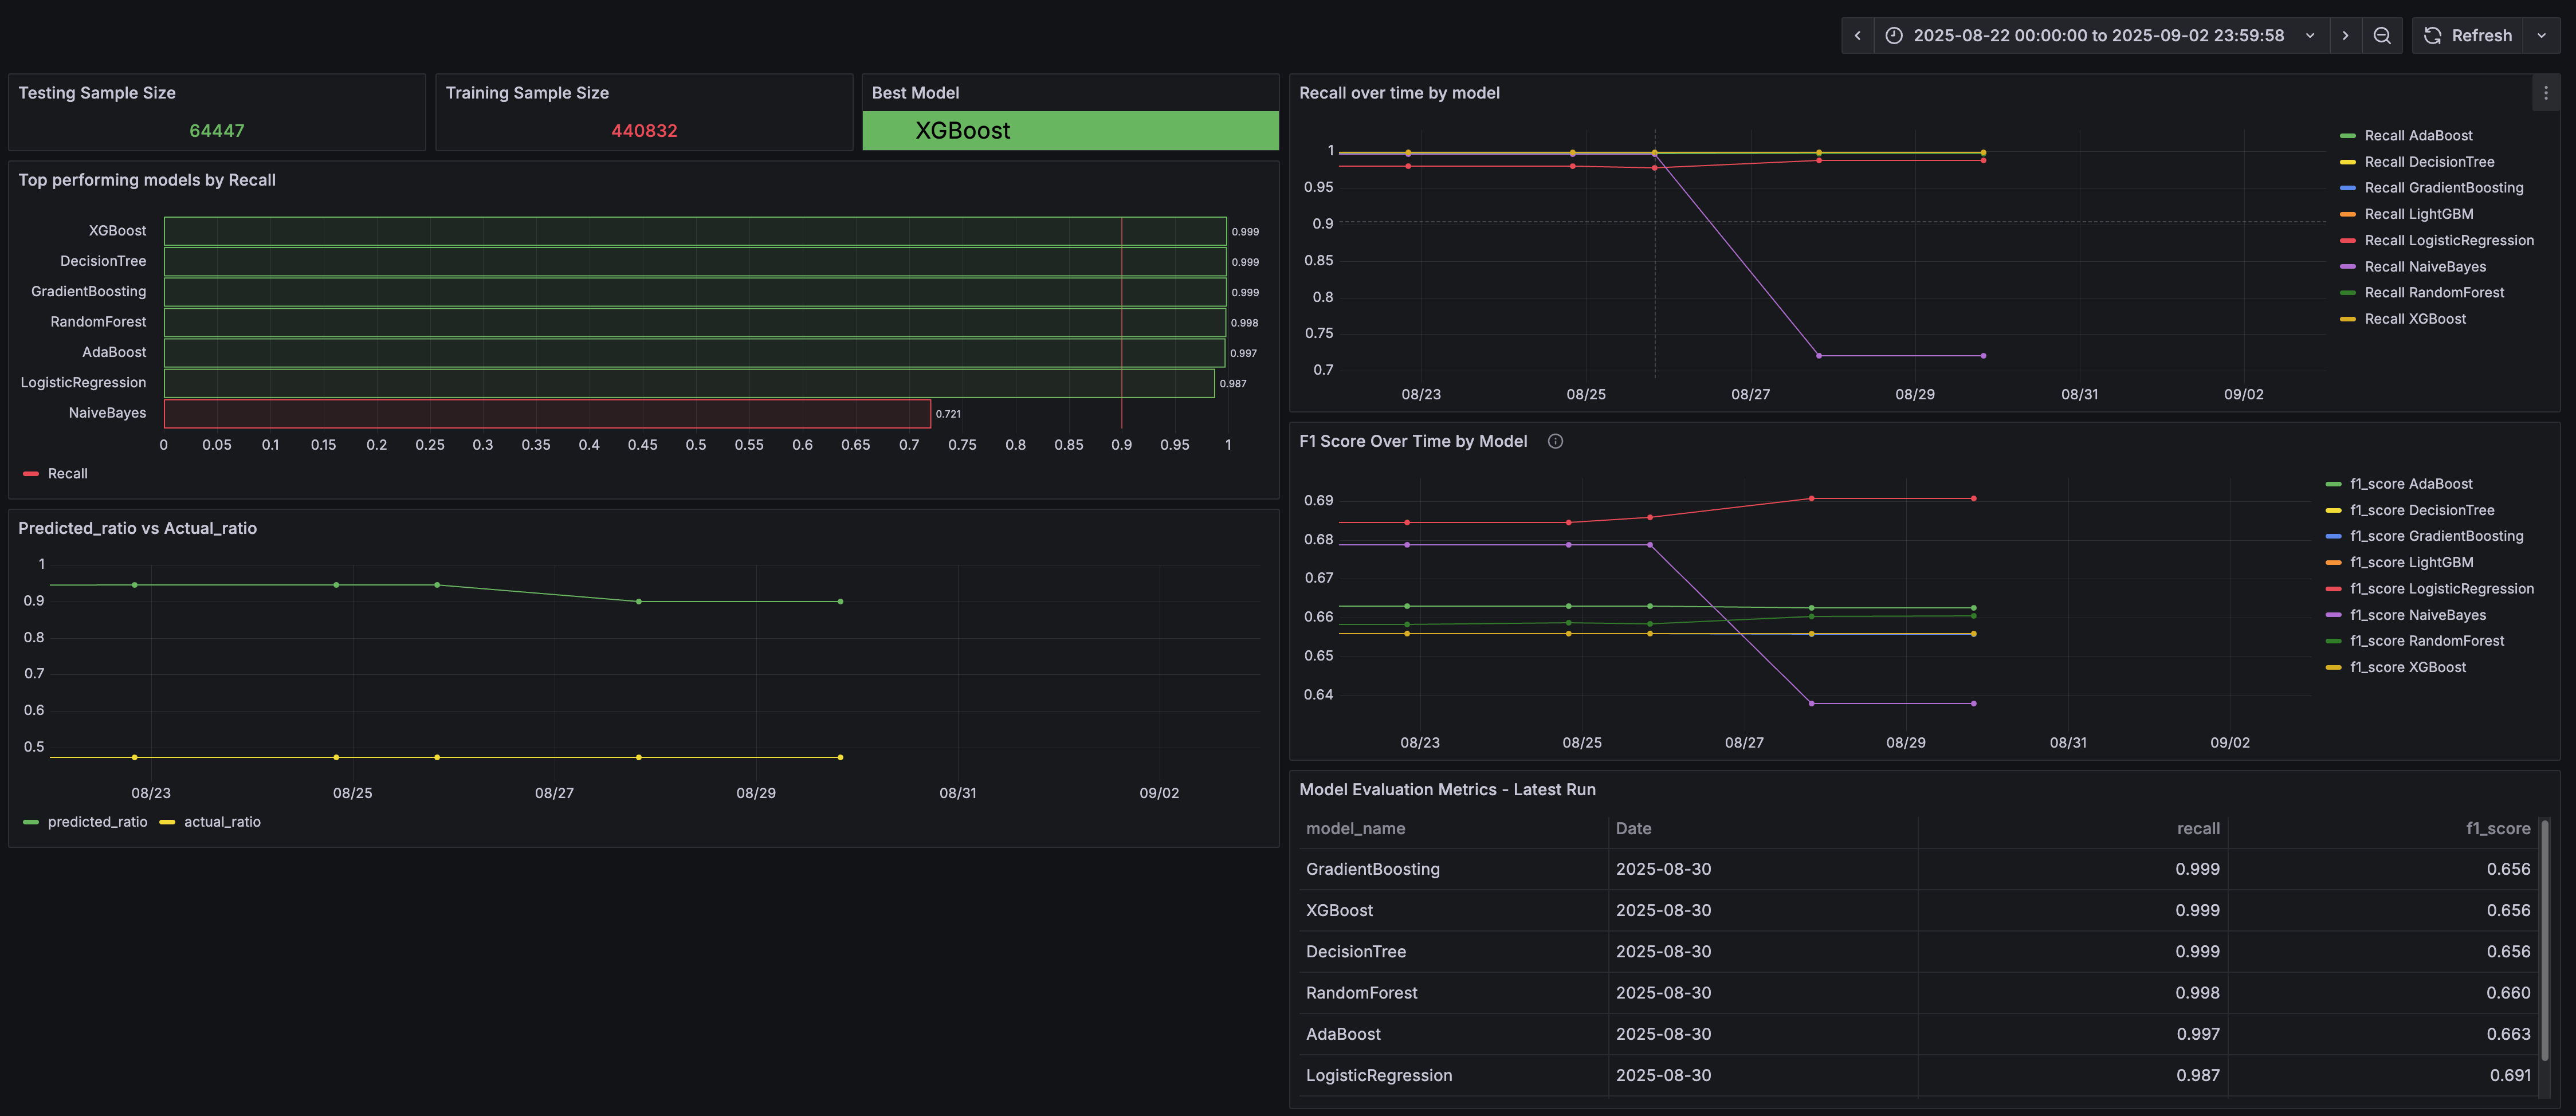 2025-08-22 00:00:00 to 2025-09-02 23:59:58
Refresh
Testing Sample Size
64447
Training Sample Size
440832
Best Model
XGBoost
Top performing models by Recall
XGBoost 0.999
DecisionTree 0.999
GradientBoosting 0.999
RandomForest 0.998
AdaBoost 0.997
LogisticRegression 0.987
NaiveBayes 0.721
0 0.05 0.1 0.15 0.2 0.25 0.3 0.35 0.4 0.45 0.5 0.55 0.6 0.65 0.7 0.75 0.8 0.85 0.9 0.95 1
Recall
Predicted_ratio vs Actual_ratio
1
0.9
0.8
0.7
0.6
0.5
08/23 08/25 08/27 08/29 08/31 09/02
predicted_ratio actual_ratio
Recall over time by model
1
0.95
0.9
0.85
0.8
0.75
0.7
08/23 08/25 08/27 08/29 08/31 09/02
Recall AdaBoost
Recall DecisionTree
Recall GradientBoosting
Recall LightGBM
Recall LogisticRegression
Recall NaiveBayes
Recall RandomForest
Recall XGBoost
F1 Score Over Time by Model
0.69
0.68
0.67
0.66
0.65
0.64
08/23 08/25 08/27 08/29 08/31 09/02
f1_score AdaBoost
f1_score DecisionTree
f1_score GradientBoosting
f1_score LightGBM
f1_score LogisticRegression
f1_score NaiveBayes
f1_score RandomForest
f1_score XGBoost
Model Evaluation Metrics - Latest Run
model_name Date recall f1_score
GradientBoosting 2025-08-30 0.999 0.656
XGBoost 2025-08-30 0.999 0.656
DecisionTree 2025-08-30 0.999 0.656
RandomForest 2025-08-30 0.998 0.660
AdaBoost 2025-08-30 0.997 0.663
LogisticRegression 2025-08-30 0.987 0.691